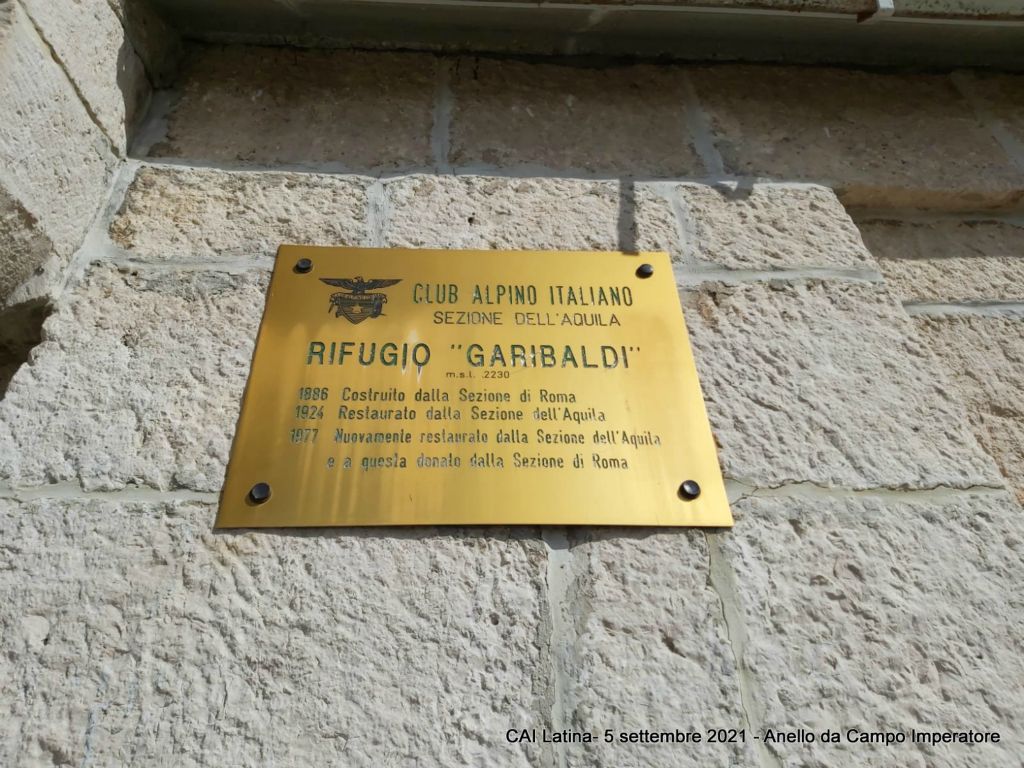 CLUB ALPINO ITALIANO
SEZIONE DELL'AQUILA
RIFUGIO "GARIBALDI"
m.s.l. .2230
1886 Costruito dalla Sezione di Roma
1924 Restaurato dalla Sezione dell'Aquila
1977 Nuovamente restaurato dalla Sezione dell'Aquila
e a questa donato dalla Sezione di Roma
CAI Latina- 5 settembre 2021 - Anello da Campo Imperatore